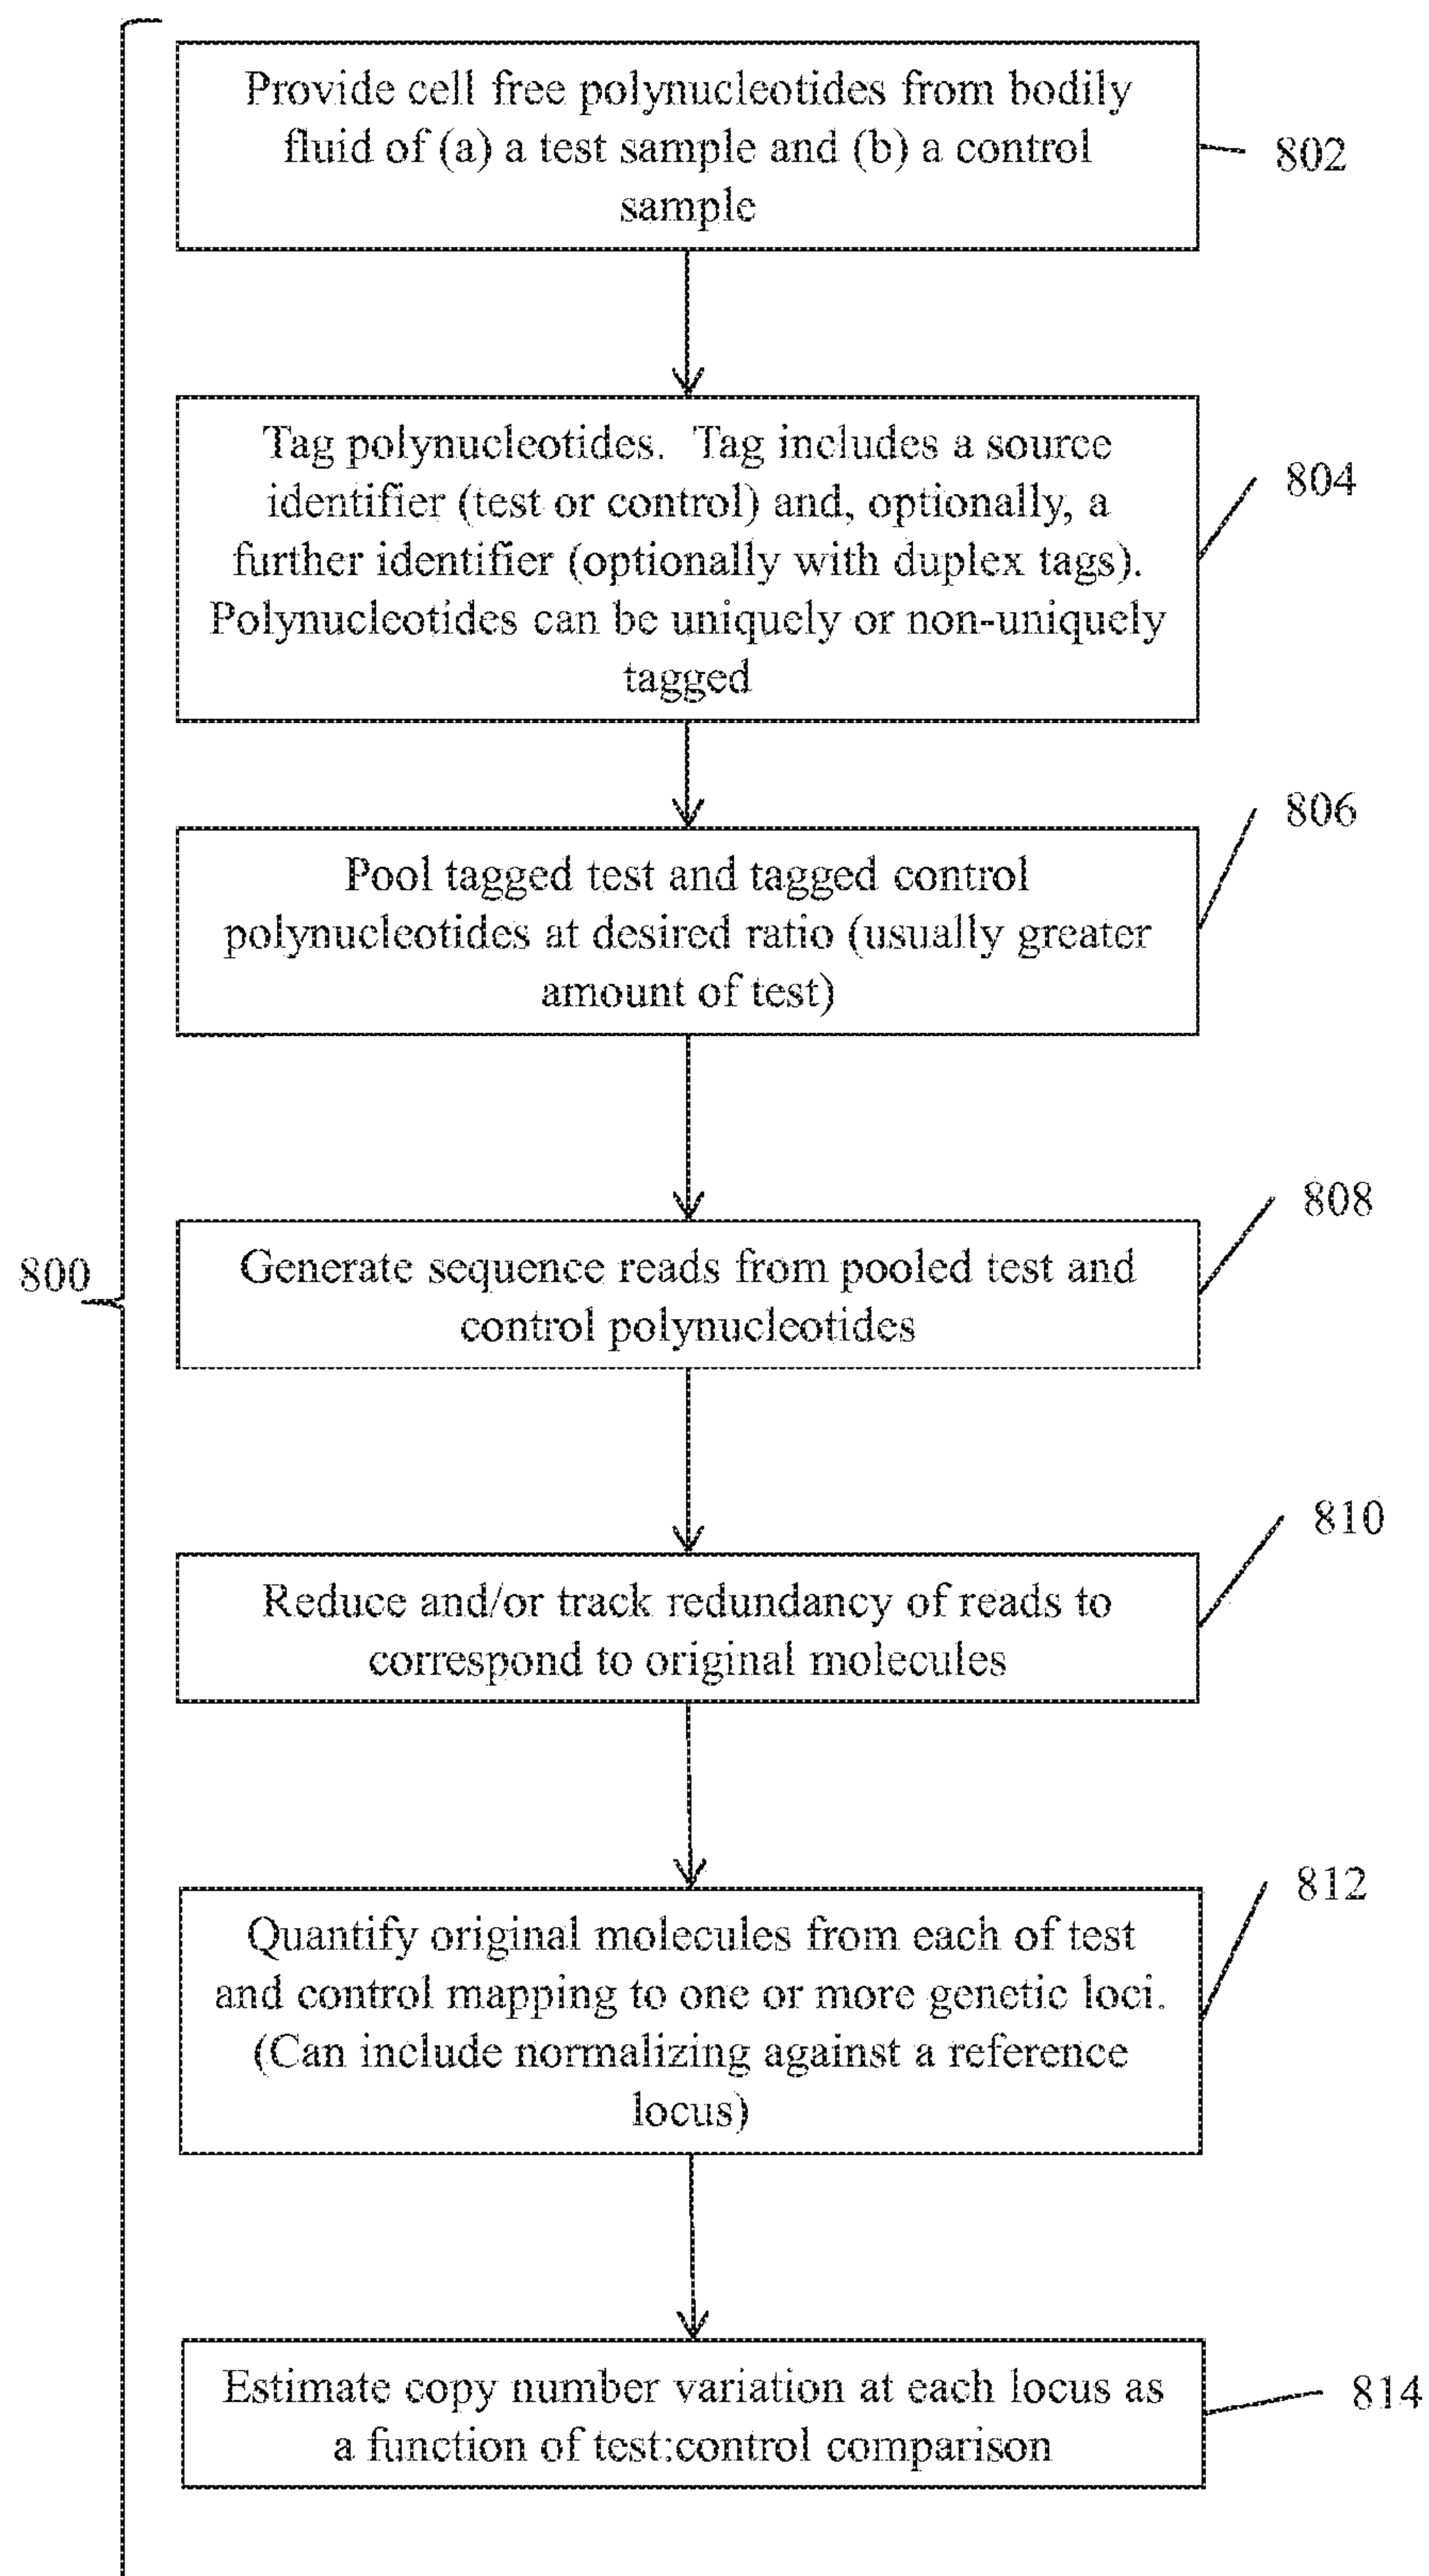 Provide cell free polynucleotides from bodily
fluid of (a) a test sample and (b) a control
sample
802
Tag polynucleotides. Tag includes a source
identifier (test or control) and, optionally, a
further identifier (optionally with duplex tags).
Polynucleotides can be uniquely or non-uniquely
tagged
804
Pool tagged test and tagged control
polynucleotides at desired ratio (usually greater
amount of test)
806
Generate sequence reads from pooled test and
control polynucleotides
808
800
Reduce and/or track redundancy of reads to
correspond to original molecules
810
Quantify original molecules from each of test
and control mapping to one or more genetic loci.
(Can include normalizing against a reference
locus)
812
Estimate copy number variation at each locus as
a function of test:control comparison
814